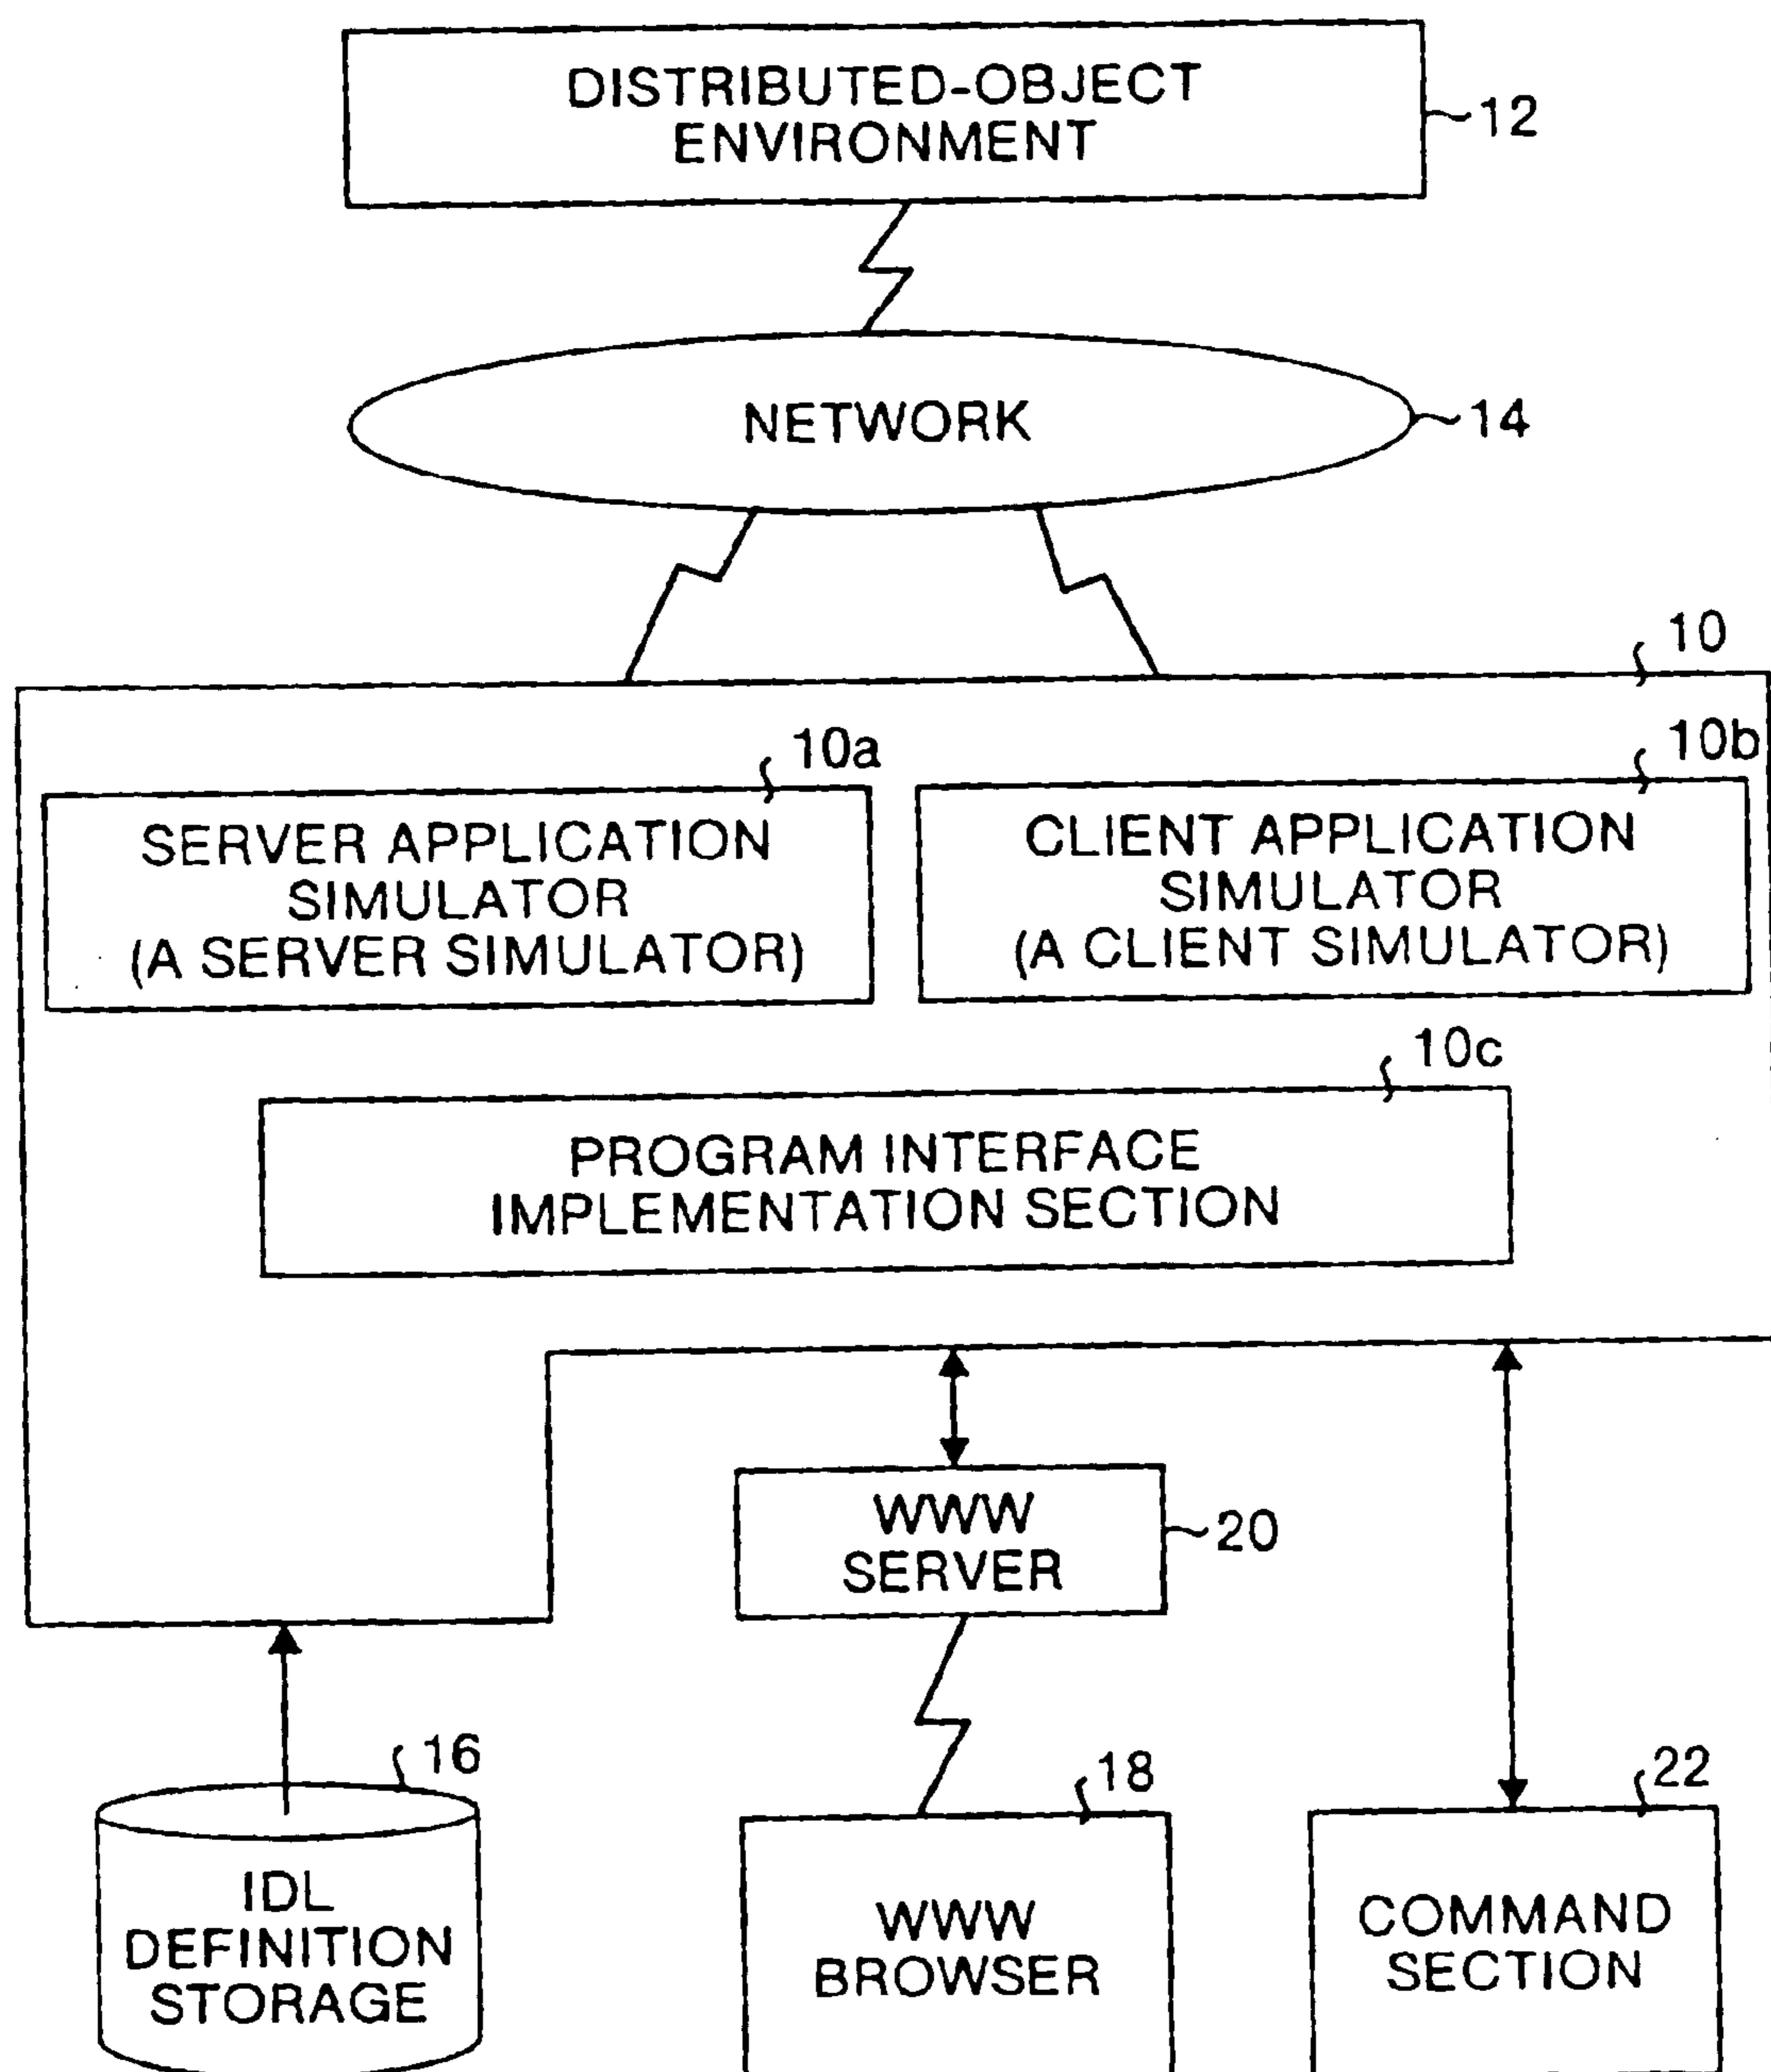 DISTRIBUTED-OBJECT
ENVIRONMENT
12
NETWORK
14
10
10a
10b
SERVER APPLICATION
SIMULATOR
(A SERVER SIMULATOR)
CLIENT APPLICATION
SIMULATOR
(A CLIENT SIMULATOR)
10c
PROGRAM INTERFACE
IMPLEMENTATION SECTION
WWW
SERVER
20
16
18
22
IDL
DEFINITION
STORAGE
WWW
BROWSER
COMMAND
SECTION